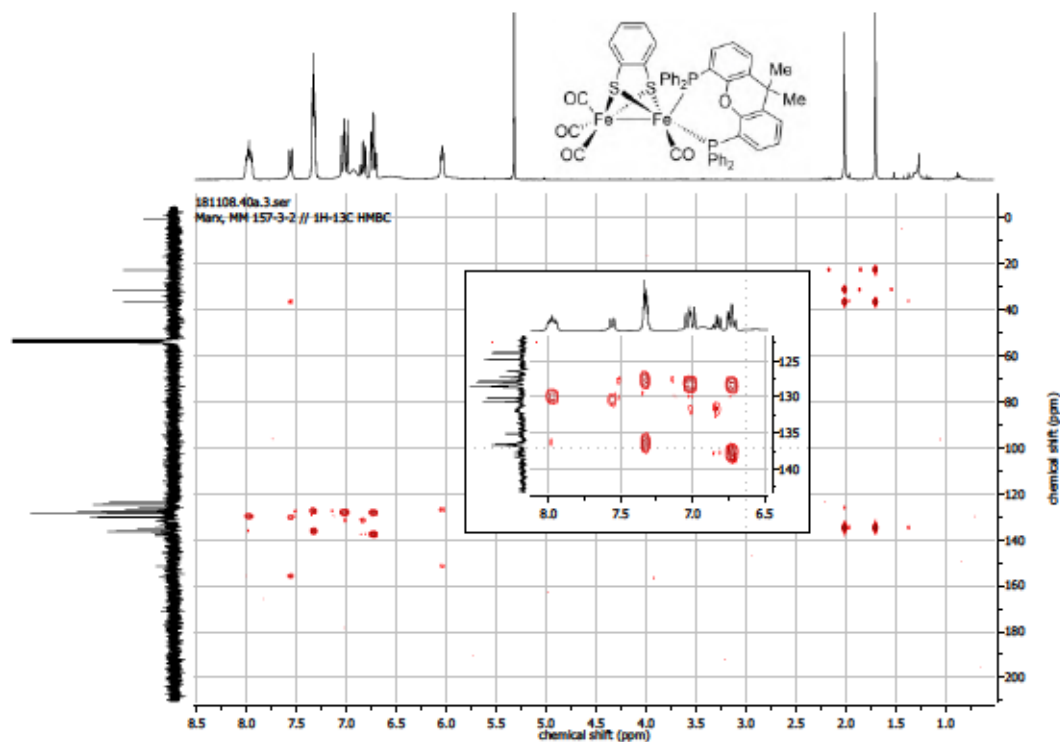 Me
Me
Ph2P
S
S
O
OC
Fe
Fe
OC
P
OC
CO
Ph2
181108.40a.3.ser
Marx, MM 157-3-2 // 1H-13C HMBC
0
20
40
60
80
100
120
140
160
180
200
chemical shift (ppm)
125
130
135
140
8.0
7.5
7.0
6.5
8.5
8.0
7.5
7.0
6.5
6.0
5.5
5.0
4.5
4.0
3.5
3.0
2.5
2.0
1.5
1.0
chemical shift (ppm)